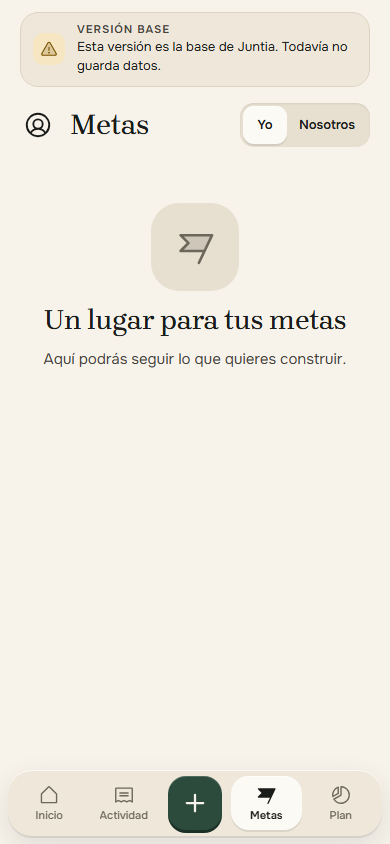 VERSIÓN BASE
Esta versión es la base de Juntia. Todavía no
guarda datos.
Metas
Yo
Nosotros
Un lugar para tus metas
Aquí podrás seguir lo que quieres construir.
Inicio
Actividad
Metas
Plan